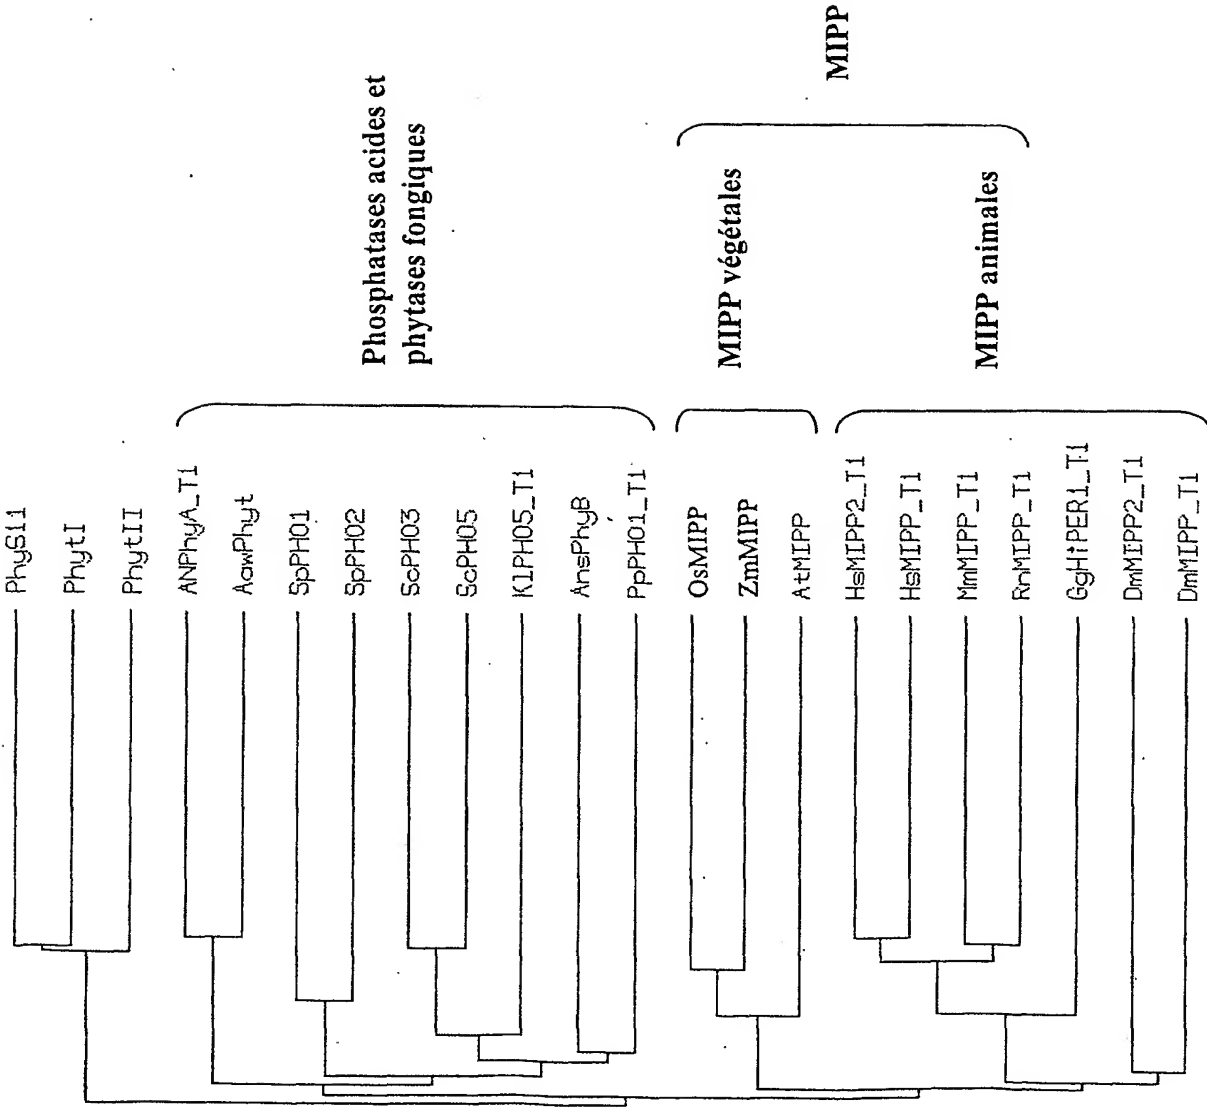 PhyS11
PhytI
PhytII
ANPhyA_T1
AowPhyt
SpPHO1
SpPHO2
ScPHO3
ScPHO5
KlPHO5_T1
AnsPhyB
PpPHO1_T1
OsMIPP
ZmMIPP
AtMIPP
HsMIPP2_T1
HsMIPP_T1
MmMIPP_T1
RnMIPP_T1
GgHiPER1_T1
DmMIPP2_T1
DmMIPP_T1
Phosphatases acides et
phytases fongiques
MIPP végétales
MIPP animales
MIPP